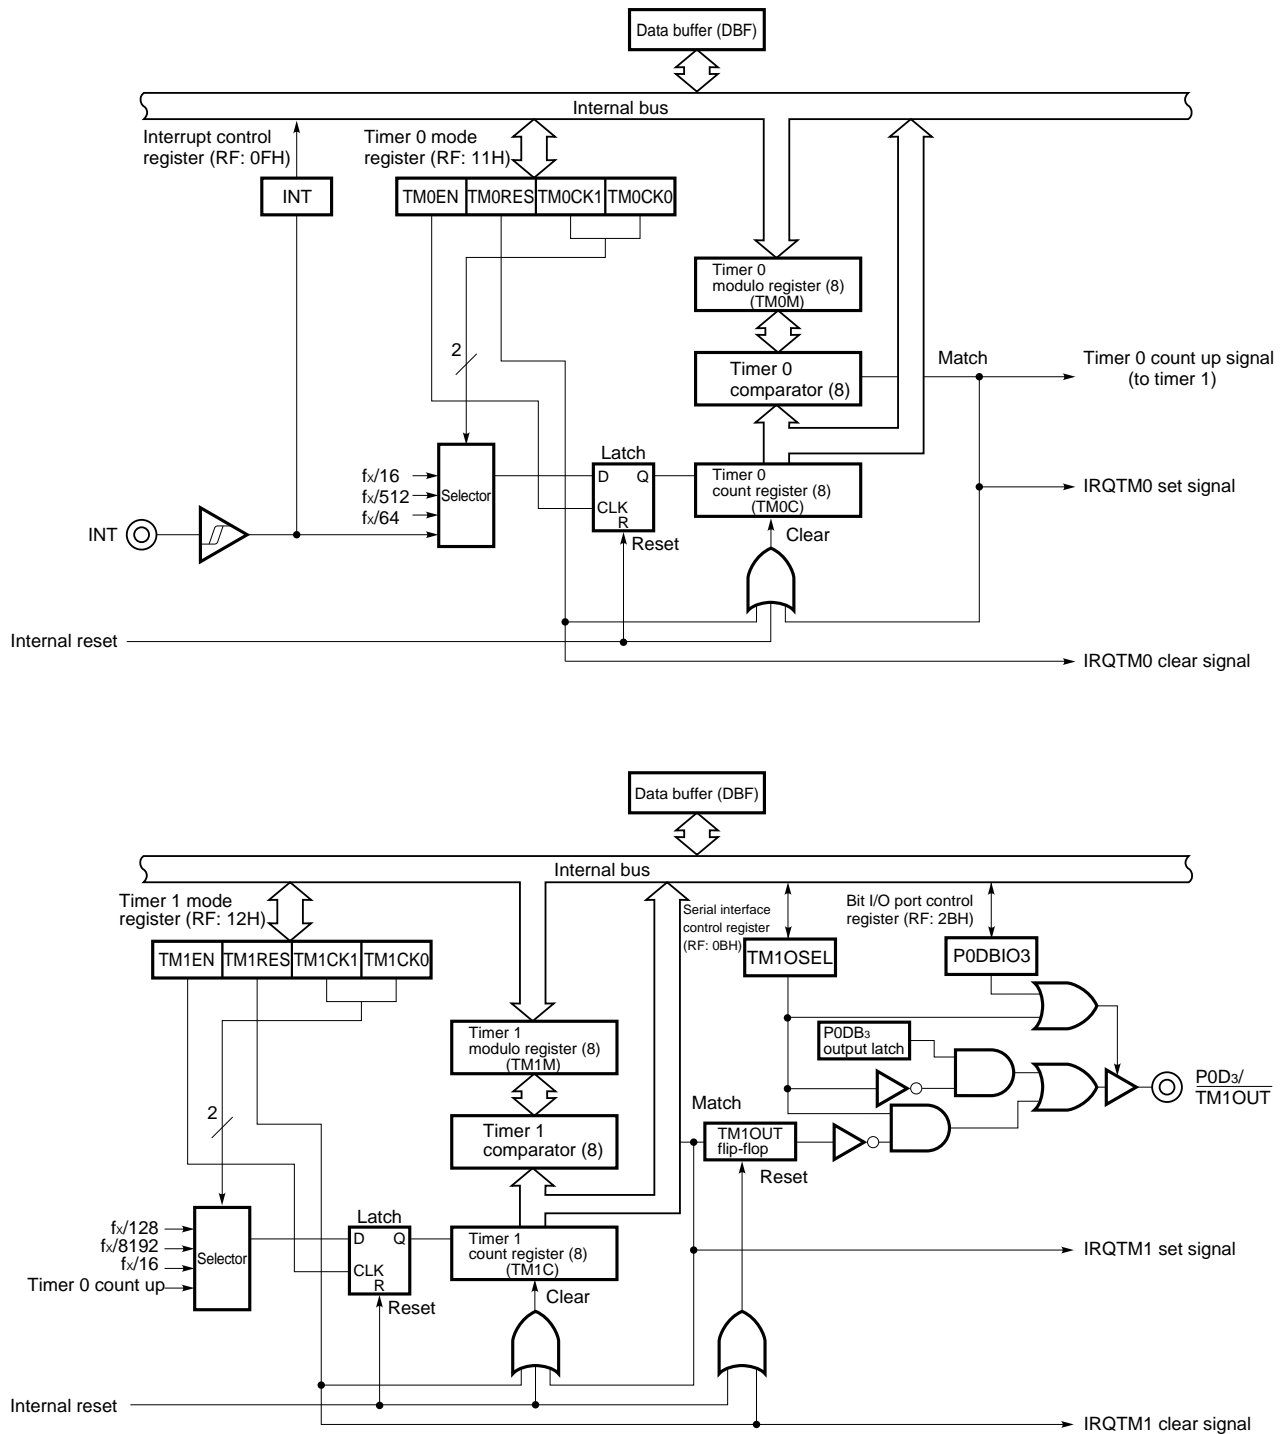 Data buffer (DBF)
Internal bus
Interrupt control
register (RF: 0FH)
Timer 0 mode
register (RF: 11H)
INT
TM0EN TM0RES TM0CK1 TM0CK0
Timer 0
modulo register (8)
(TM0M)
2
Timer 0
comparator (8)
Match
Timer 0 count up signal
(to timer 1)
Latch
fX/16
fX/512
fX/64
Selector
D Q
CLK
R
Timer 0
count register (8)
(TM0C)
IRQTM0 set signal
INT
Reset
Clear
Internal reset
IRQTM0 clear signal
Data buffer (DBF)
Internal bus
Timer 1 mode
register (RF: 12H)
Serial interface
control register
(RF: 0BH)
Bit I/O port control
register (RF: 2BH)
TM1EN TM1RES TM1CK1 TM1CK0
TM1OSEL
P0DBIO3
Timer 1
modulo register (8)
(TM1M)
P0DB3
output latch
P0D3/
TM1OUT
2
Match
Timer 1
comparator (8)
TM1OUT
flip-flop
Reset
Latch
fX/128
fX/8192
fX/16
Timer 0 count up
Selector
D Q
CLK
R
Timer 1
count register (8)
(TM1C)
IRQTM1 set signal
Reset
Clear
Internal reset
IRQTM1 clear signal